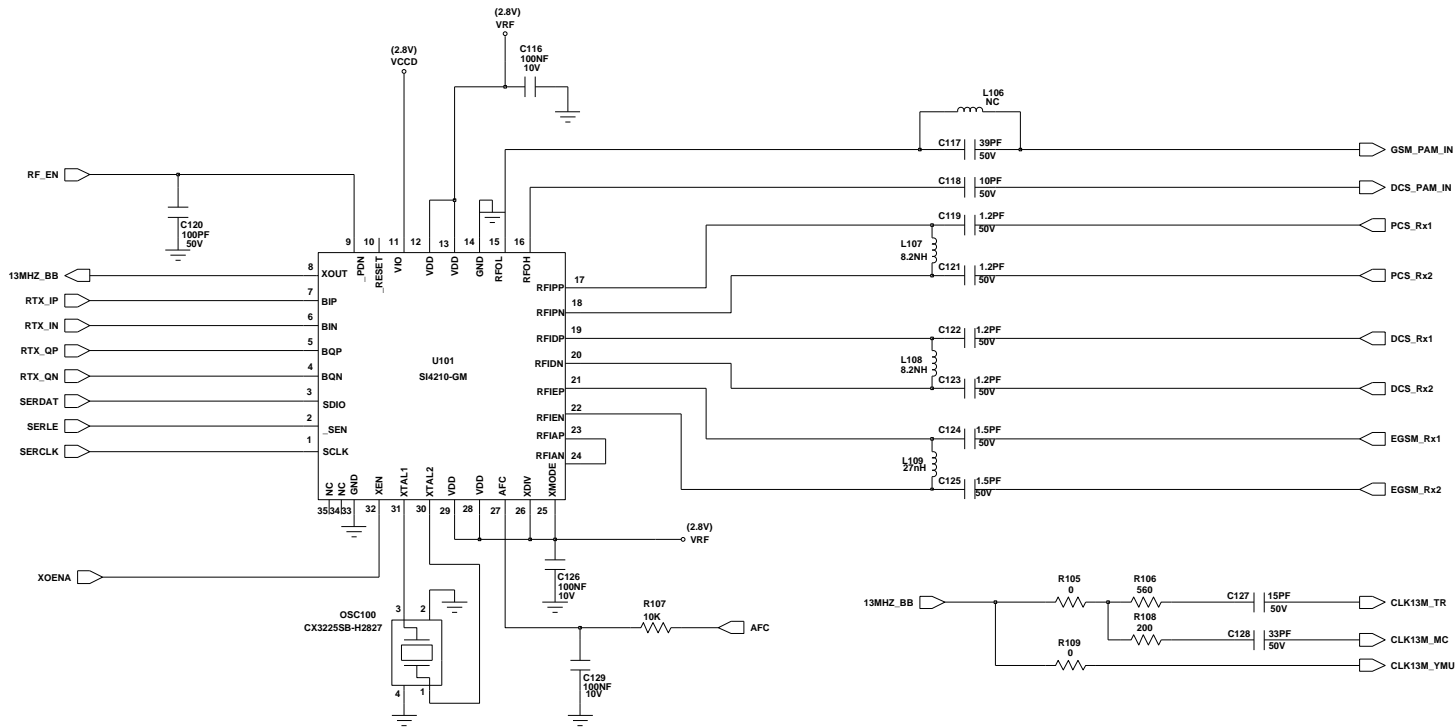 (2.8V)
VRF
(2.8V)
VCCD
C116
100NF
10V
L106
NC
C117
39PF
50V
GSM_PAM_IN
RF_EN
C118
10PF
50V
DCS_PAM_IN
C120
100PF
50V
C119
1.2PF
50V
PCS_Rx1
L107
8.2NH
C121
1.2PF
50V
PCS_Rx2
9
10
11
12
13
14
15
16
_PDN
_RESET
VIO
VDD
VDD
GND
RFOL
RFOH
13MHZ_BB
8
XOUT
RTX_IP
7
BIP
RTX_IN
6
BIN
RTX_QP
5
BQP
RTX_QN
4
BQN
SERDAT
3
SDIO
SERLE
2
_SEN
SERCLK
1
SCLK
U101
SI4210-GM
RFIPP
17
RFIPN
18
RFIDP
19
RFIDN
20
RFIEP
21
RFIEN
22
RFIAP
23
RFIAN
24
C122
1.2PF
50V
DCS_Rx1
L108
8.2NH
C123
1.2PF
50V
DCS_Rx2
C124
1.5PF
50V
EGSM_Rx1
L109
27nH
C125
1.5PF
50V
EGSM_Rx2
NC
NC
GND
XEN
XTAL1
XTAL2
VDD
VDD
AFC
XDIV
XMODE
35
34
33
32
31
30
29
28
27
26
25
(2.8V)
VRF
XOENA
C126
100NF
10V
OSC100
CX3225SB-H2827
3
2
4
1
R107
10K
AFC
C129
100NF
10V
13MHZ_BB
R105
0
R106
560
C127
15PF
50V
CLK13M_TR
R108
200
C128
33PF
50V
CLK13M_MC
R109
0
CLK13M_YMU